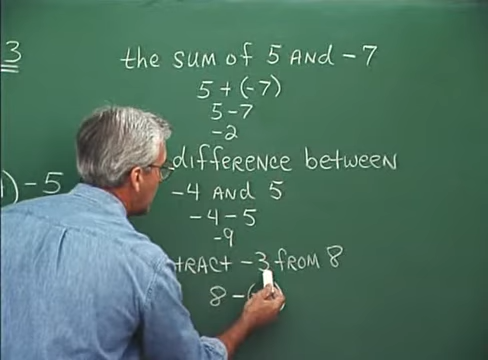 3
the sum of 5 AND -7
5 + (-7)
5 - 7
-2
difference between
) - 5
-4 AND 5
-4 - 5
-9
-3 FROM 8
8 - (